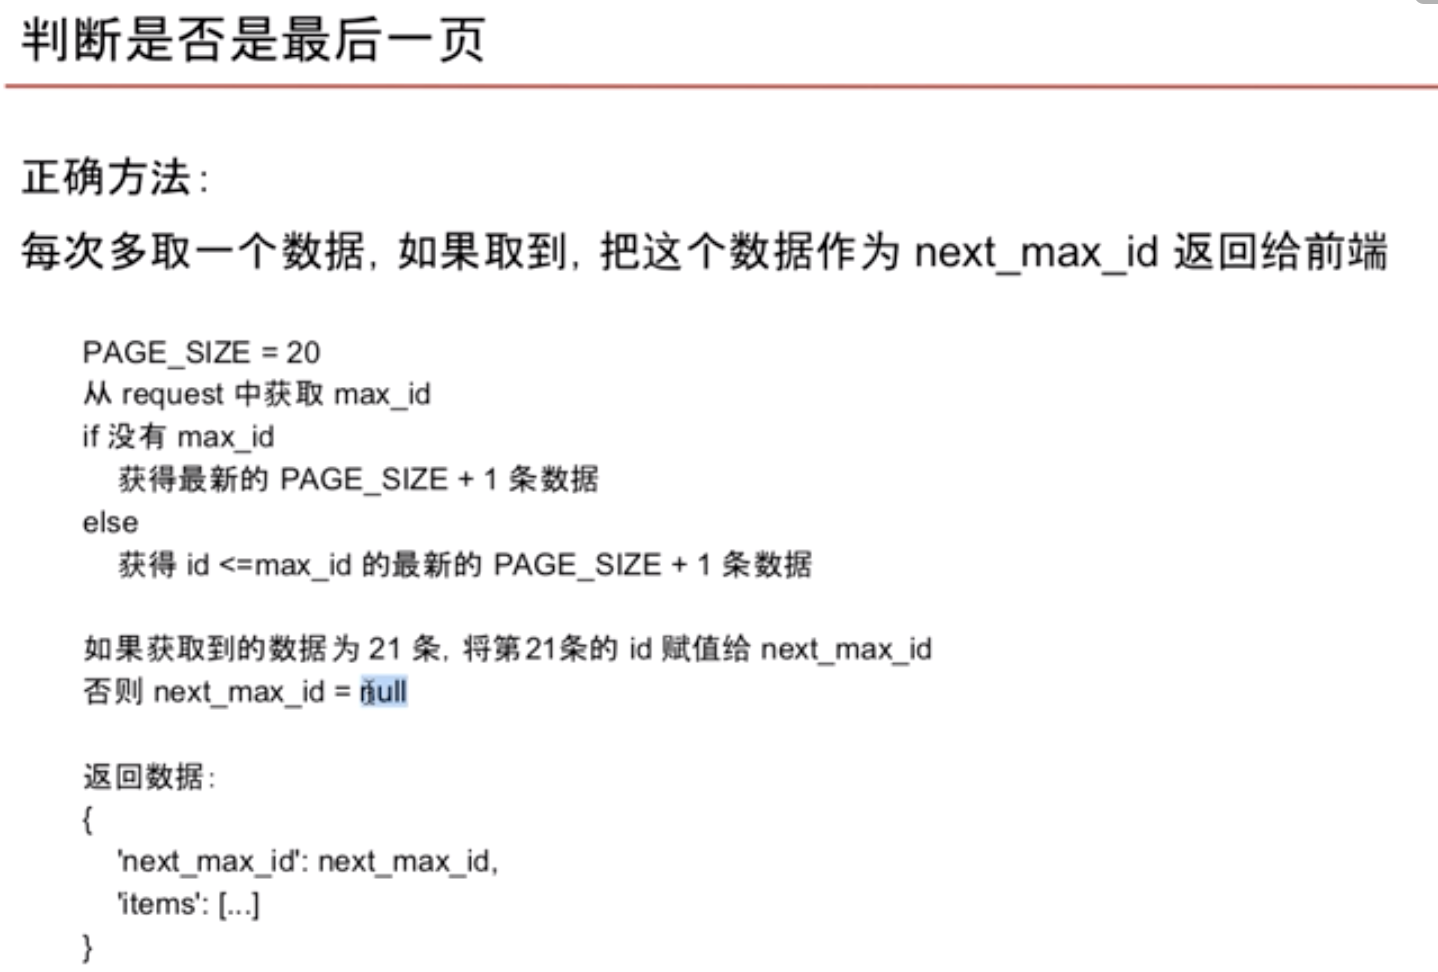 判断是否是最后一页
正确方法:
每次多取一个数据, 如果取到, 把这个数据作为 next_max_id 返回给前端
PAGE_SIZE = 20
从 request 中获取 max_id
if 没有 max_id
获得最新的 PAGE_SIZE + 1 条数据
else
获得 id <=max_id 的最新的 PAGE_SIZE + 1 条数据
如果获取到的数据为 21 条, 将第21条的 id 赋值给 next_max_id
否则 next_max_id = null
返回数据:
{
'next_max_id': next_max_id,
'items': [...]
}